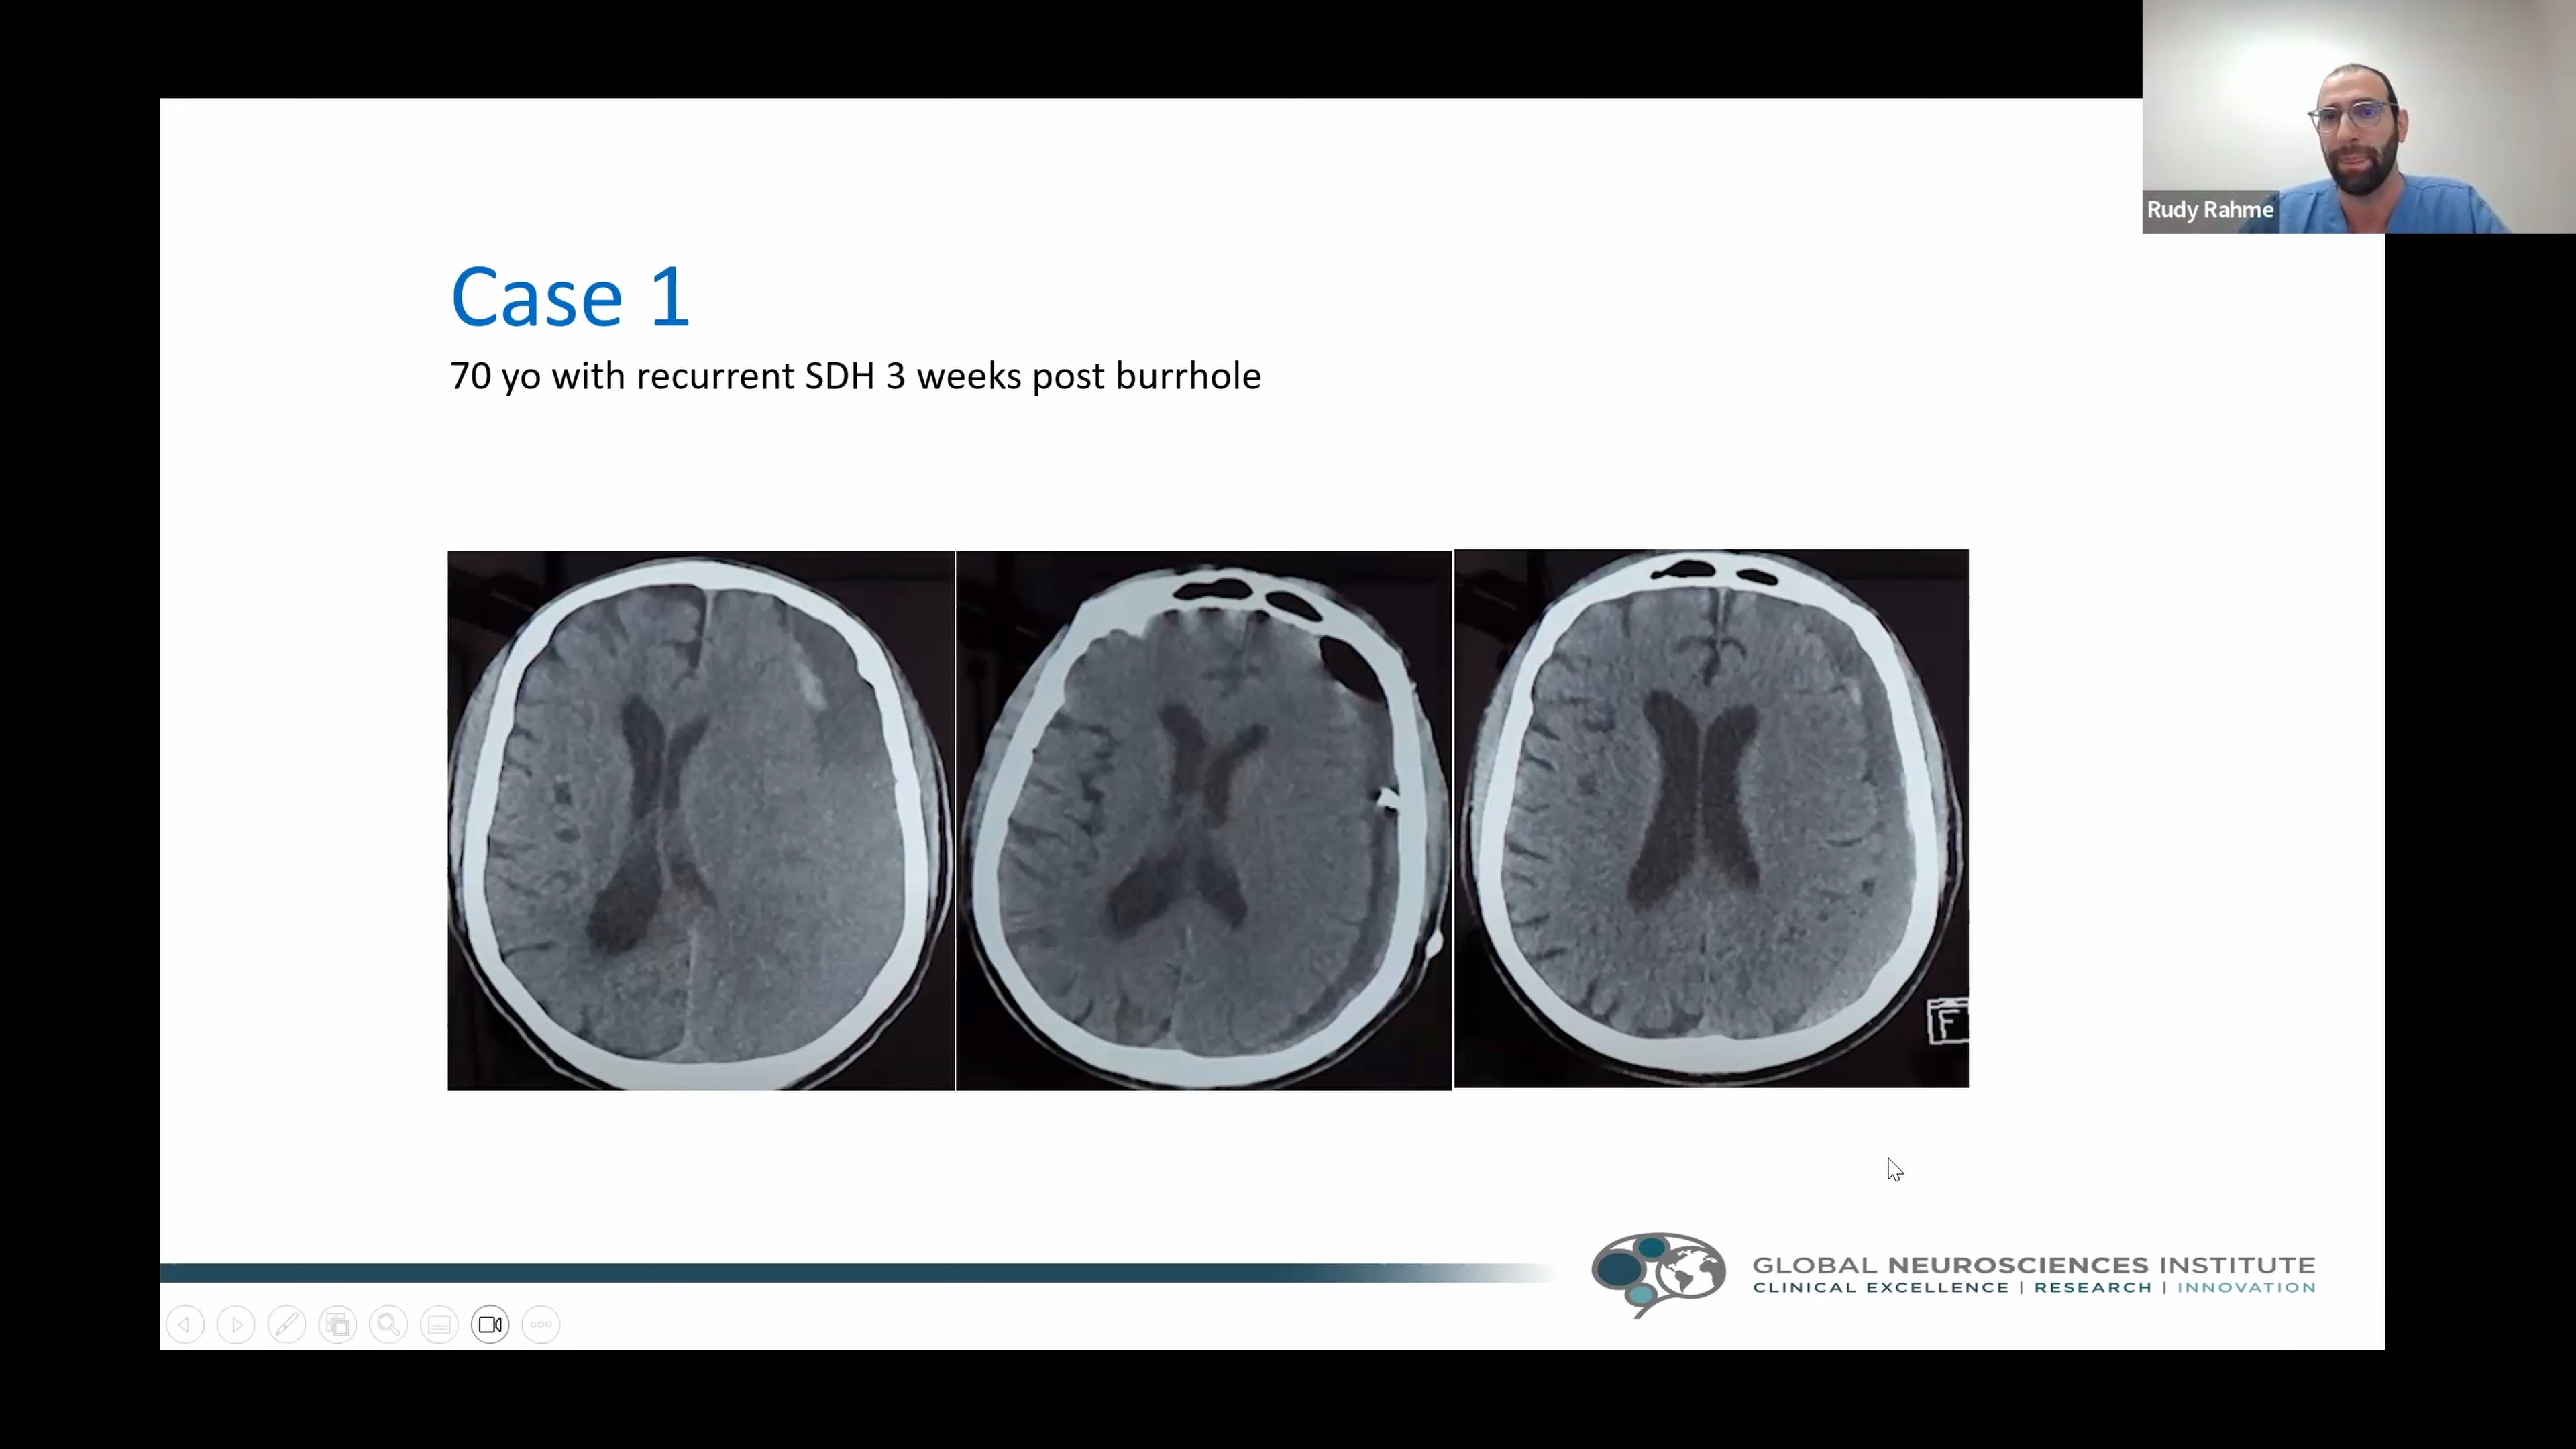 Rudy Rahme
Case 1
70 yo with recurrent SDH 3 weeks post burrhole
F
GLOBAL NEUROSCIENCES INSTITUTE
CLINICAL EXCELLENCE | RESEARCH | INNOVATION